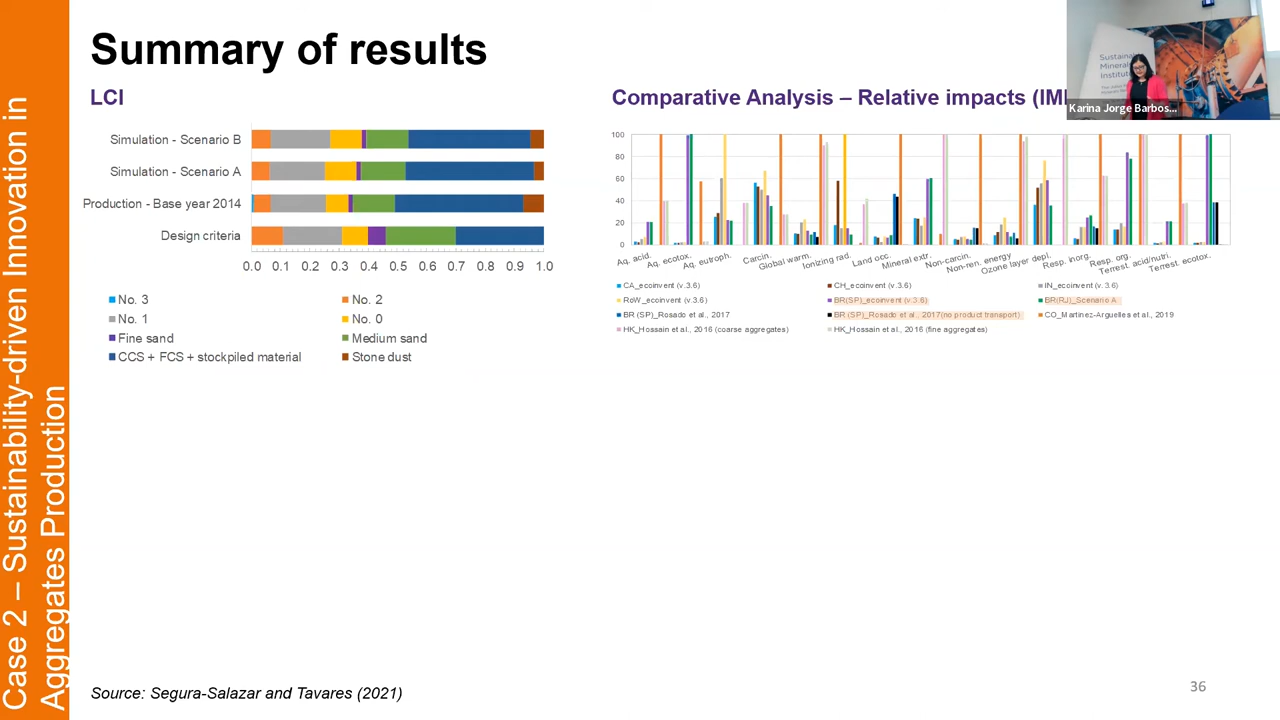 Summary of results
LCI
Simulation - Scenario B
Simulation - Scenario A
Production - Base year 2014
Design criteria
0.0 0.1 0.2 0.3 0.4 0.5 0.6 0.7 0.8 0.9 1.0
No. 3
No. 2
No. 1
No. 0
Fine sand
Medium sand
CCS + FCS + stockpiled material
Stone dust
Comparative Analysis – Relative impacts (IM
100
80
60
40
20
0
Aq. acid.
Aq. ecotox.
Aq. eutroph.
Carcin.
Global warm.
Ionizing rad.
Land occ.
Mineral extr.
Non-carcin.
Non-ren. energy
Ozone layer depl.
Resp. inorg.
Resp. org.
Terrest. acid/nutri.
Terrest. ecotox.
CA_ecoinvent (v.3.6)
CH_ecoinvent (v.3.6)
IN_ecoinvent (v.3.6)
RoW_ecoinvent (v.3.6)
BR(SP)_ecoinvent (v.3.6)
BR(RJ)_Scenario A
BR (SP)_Rosado et al., 2017
BR (SP)_Rosado et al., 2017(no product transport)
CO_Martinez-Arguelles et al., 2019
HK_Hossain et al., 2016 (coarse aggregates)
HK_Hossain et al., 2016 (fine aggregates)
Sustainab
Minerals
Institute
Karina Jorge Barbos...
Case 2 – Sustainability-driven Innovation in
Aggregates Production
Source: Segura-Salazar and Tavares (2021)
36